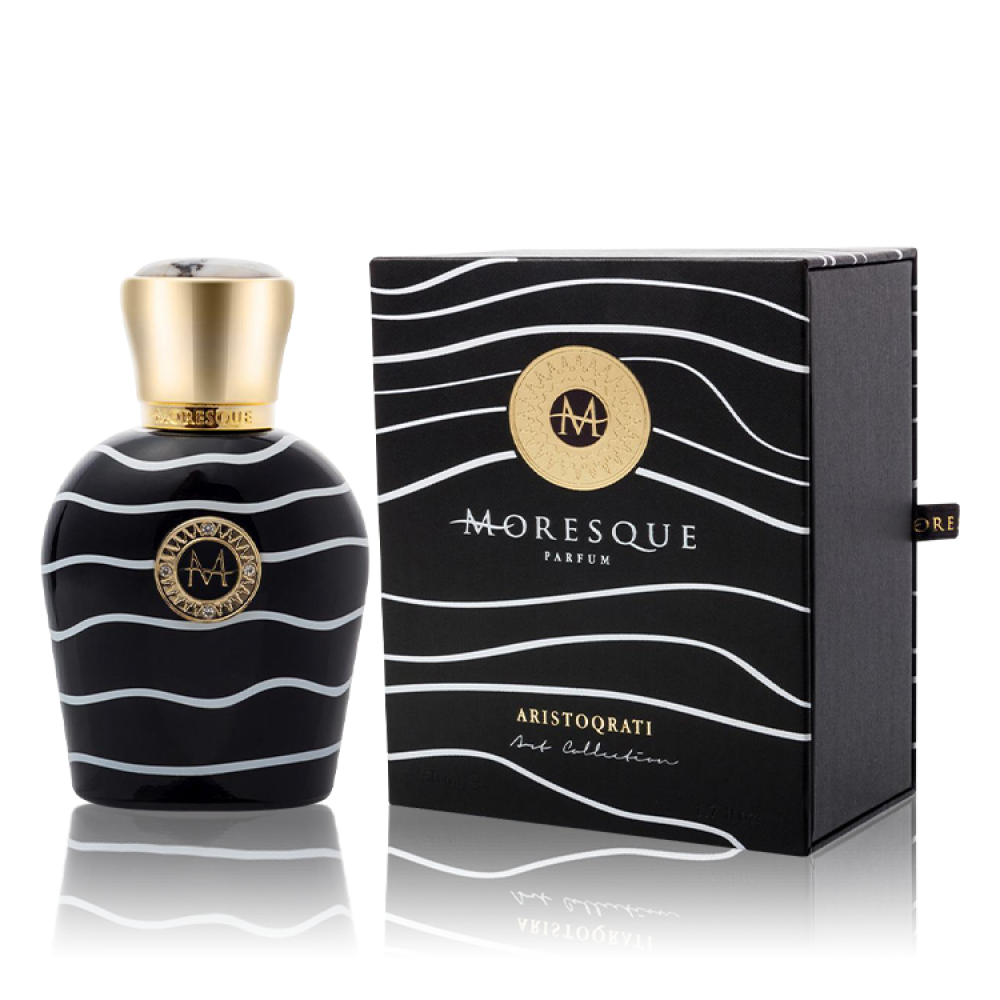 MORESQUE
M
M
MORESQUE
PARFUM
ORE
ARISTOQRATI
Art Collection